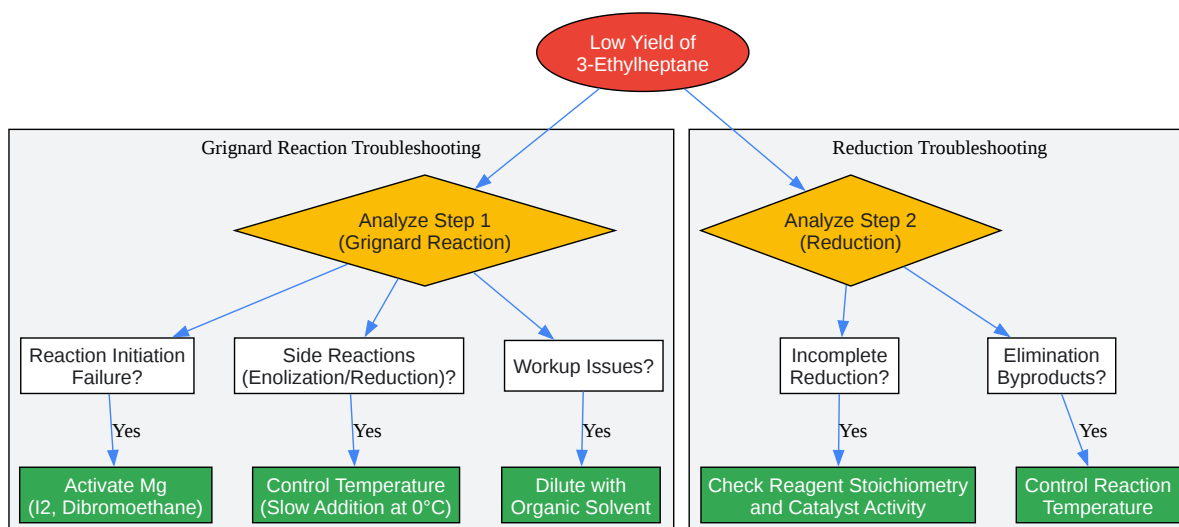 Low Yield of
3-Ethylheptane
Grignard Reaction Troubleshooting
Reduction Troubleshooting
Analyze Step 1
(Grignard Reaction)
Analyze Step 2
(Reduction)
Reaction Initiation
Failure?
Side Reactions
(Enolization/Reduction)?
Workup Issues?
Incomplete
Reduction?
Elimination
Byproducts?
Yes
Yes
Yes
Yes
Yes
Activate Mg
(I2, Dibromoethane)
Control Temperature
(Slow Addition at 0°C)
Dilute with
Organic Solvent
Check Reagent Stoichiometry
and Catalyst Activity
Control Reaction
Temperature